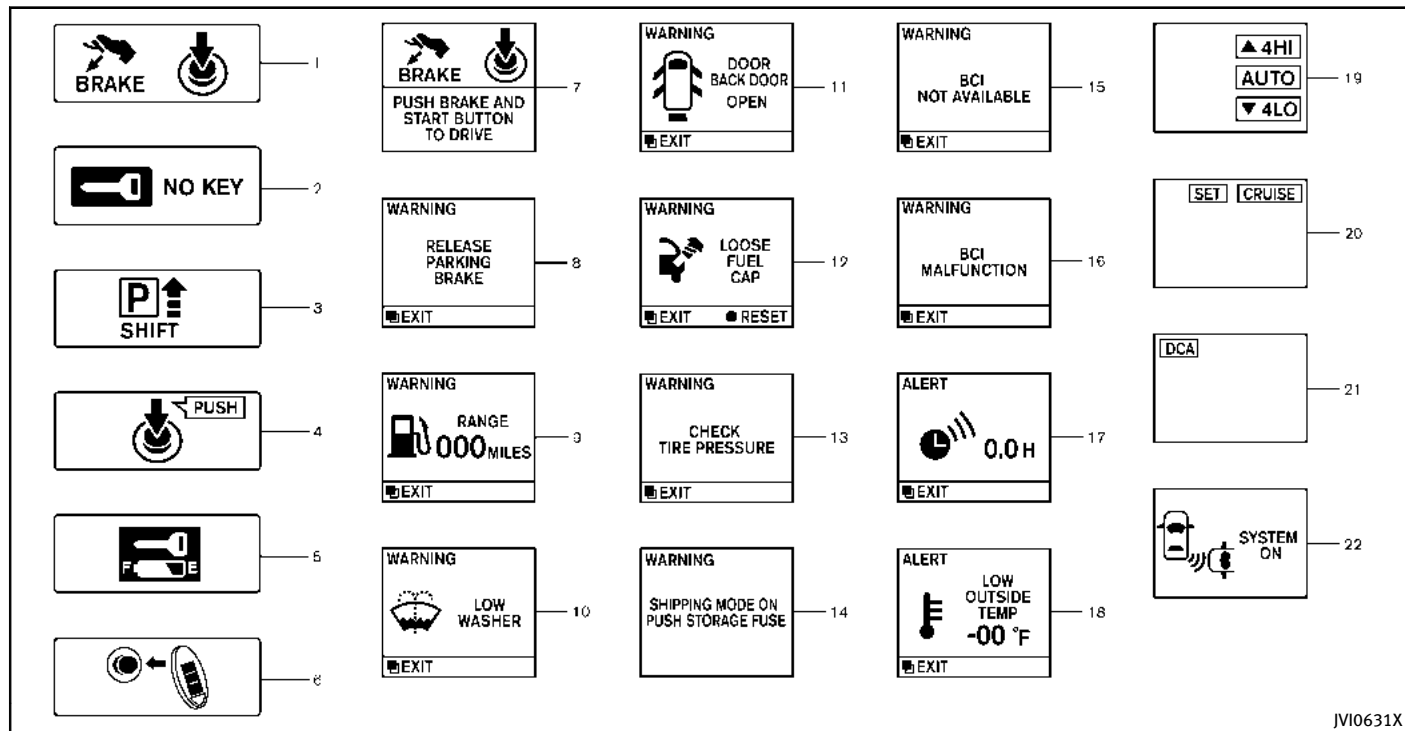 BRAKE
1
NO KEY
2
P
SHIFT
3
PUSH
4
F E
5
6
BRAKE
PUSH BRAKE AND
START BUTTON
TO DRIVE
7
WARNING
RELEASE
PARKING
BRAKE
EXIT
8
WARNING
RANGE
000 MILES
EXIT
9
WARNING
LOW
WASHER
EXIT
10
WARNING
DOOR
BACK DOOR
OPEN
EXIT
11
WARNING
LOOSE
FUEL
CAP
EXIT RESET
12
WARNING
CHECK
TIRE PRESSURE
EXIT
13
WARNING
SHIPPING MODE ON
PUSH STORAGE FUSE
14
WARNING
BCI
NOT AVAILABLE
EXIT
15
WARNING
BCI
MALFUNCTION
EXIT
16
ALERT
0.0 H
EXIT
17
ALERT
LOW
OUTSIDE
TEMP
-00 °F
EXIT
18
▲ 4HI
AUTO
▼ 4LO
19
SET CRUISE
20
DCA
21
SYSTEM
ON
22
JVI0631X